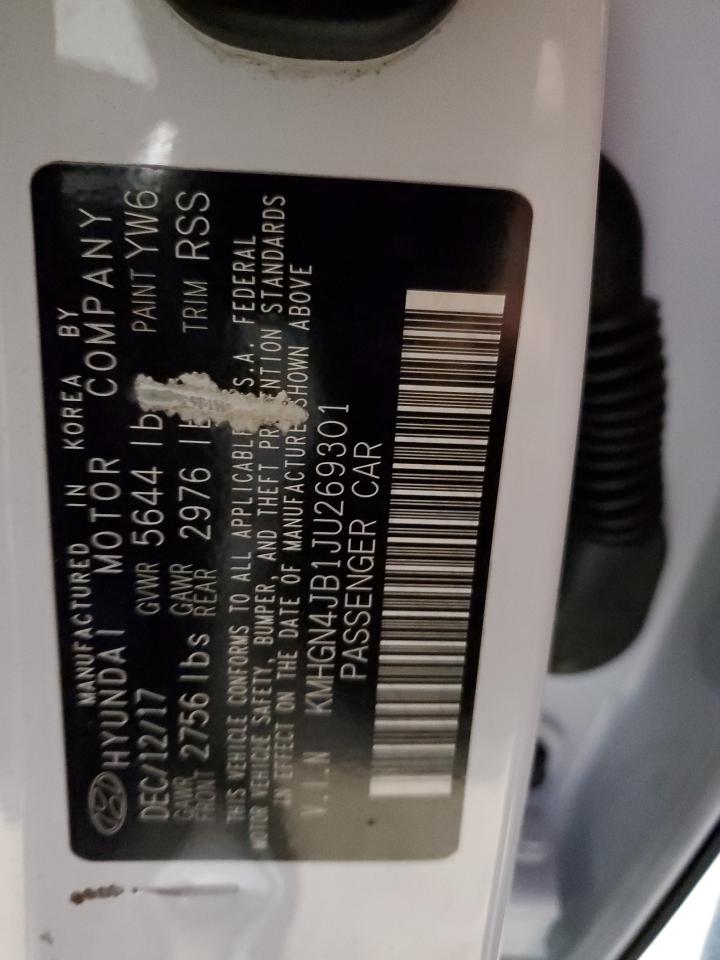 MANUFACTURED IN KOREA BY
HYUNDAI MOTOR COMPANY
DEC/12/17 GVWR 5644 lb PAINT YW6
GAWR FRONT 2756 lbs GAWR REAR 2976 lb TRIM RSS
THIS VEHICLE CONFORMS TO ALL APPLICABLE U.S.A. FEDERAL
MOTOR VEHICLE SAFETY, BUMPER, AND THEFT PREVENTION STANDARDS
IN EFFECT ON THE DATE OF MANUFACTURE SHOWN ABOVE
V.I.N KMHGN4JB1JU269301
PASSENGER CAR